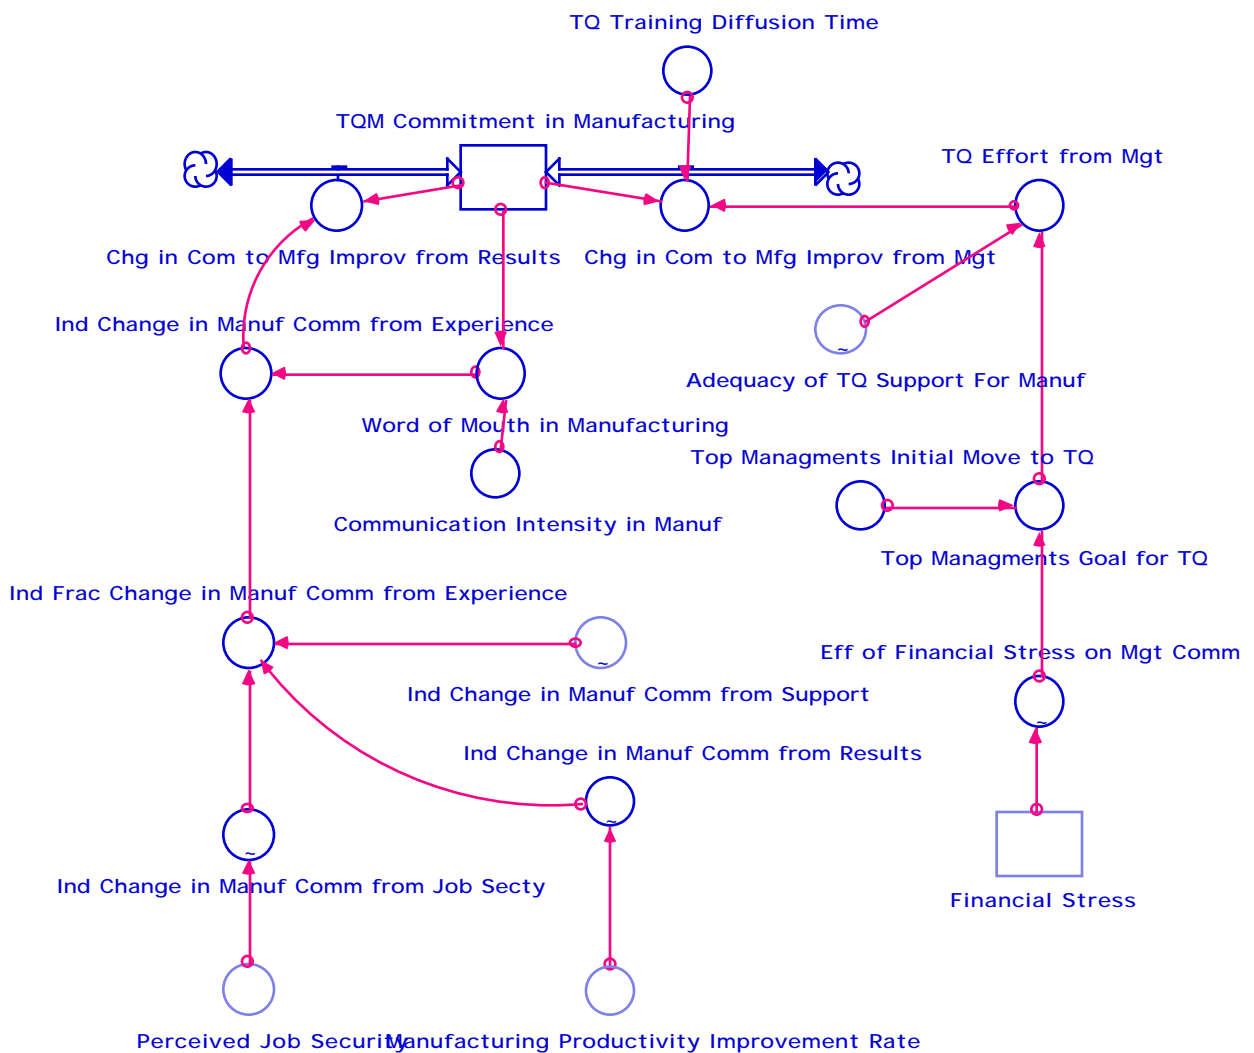 TQ Training Diffusion Time
TQM Commitment in Manufacturing
TQ Effort from Mgt
Chg in Com to Mfg Improv from Results
Chg in Com to Mfg Improv from Mgt
Ind Change in Manuf Comm from Experience
Adequacy of TQ Support For Manuf
Word of Mouth in Manufacturing
Top Managments Initial Move to TQ
Communication Intensity in Manuf
Top Managments Goal for TQ
Ind Frac Change in Manuf Comm from Experience
Eff of Financial Stress on Mgt Comm
Ind Change in Manuf Comm from Support
Ind Change in Manuf Comm from Results
Ind Change in Manuf Comm from Job Secty
Financial Stress
Perceived Job Security
Manufacturing Productivity Improvement Rate